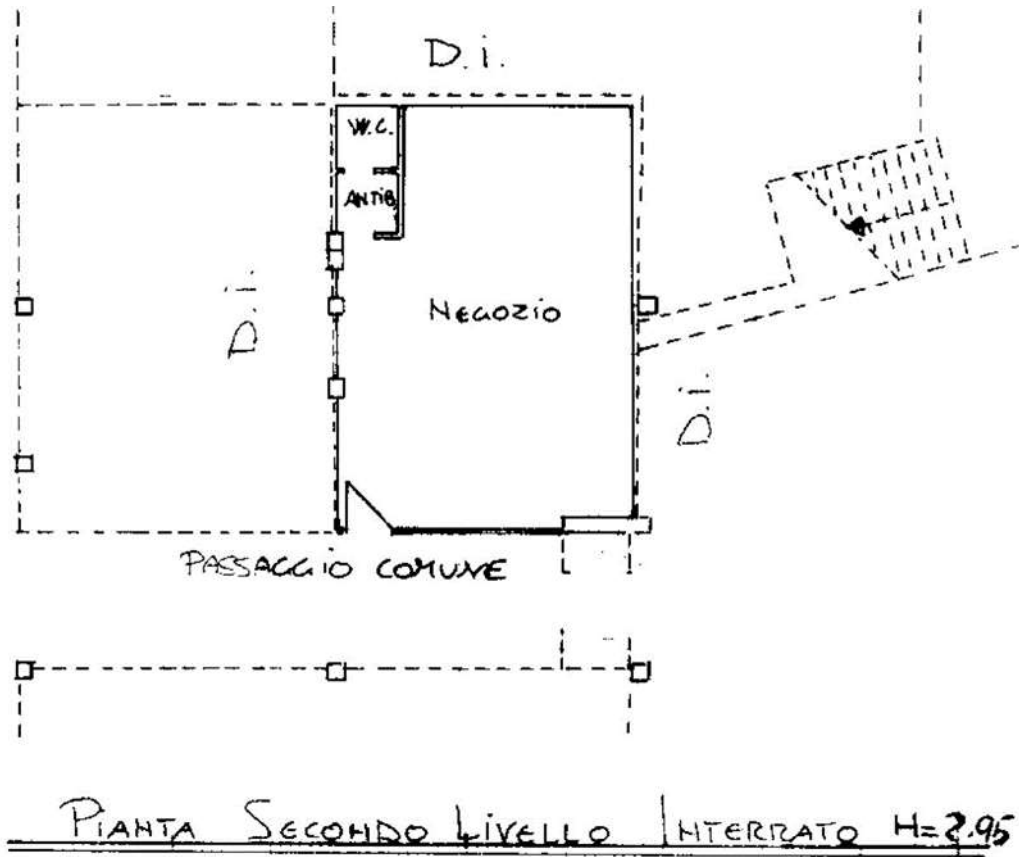 D.i.
W.C.
ANTIB.
D.i.
NEGOZIO
D.i.
PASSAGGIO COMUNE
PIANTA SECONDO LIVELLO INTERRATO H=2.95